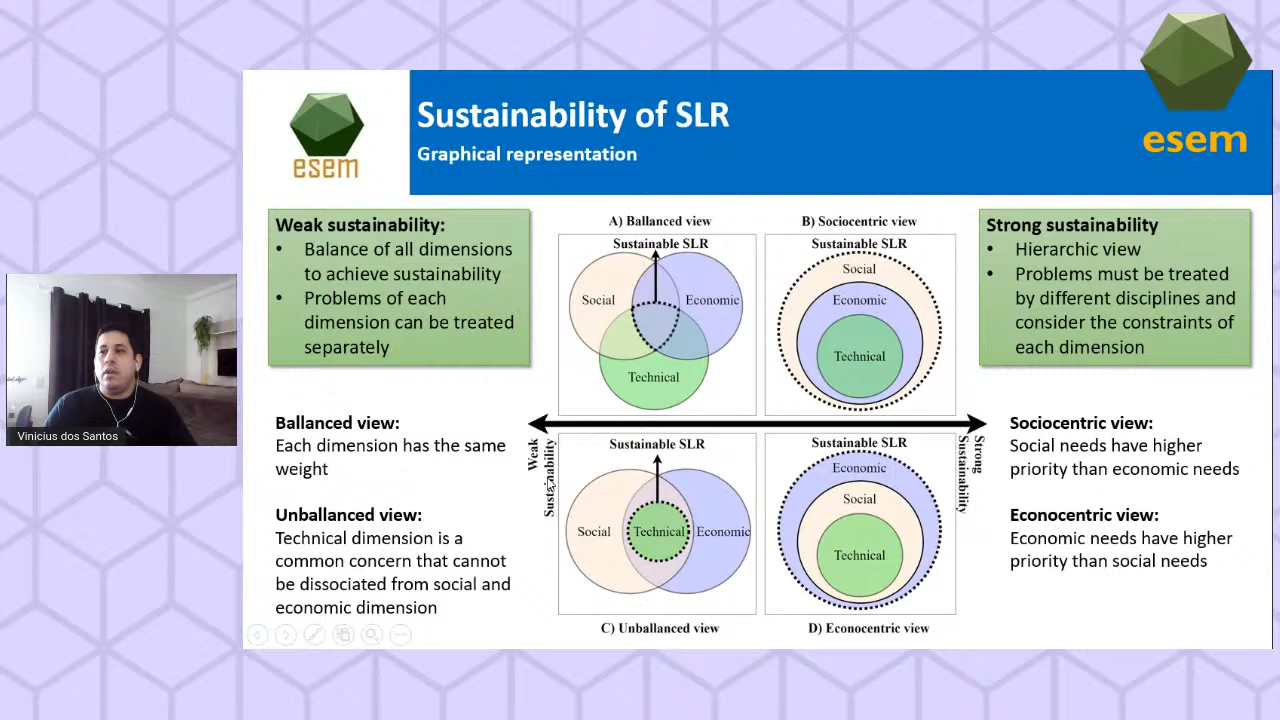 esem
Sustainability of SLR
Graphical representation
esem
Weak sustainability:
• Balance of all dimensions
to achieve sustainability
• Problems of each
dimension can be treated
separately
Ballanced view:
Each dimension has the same
weight
Unballanced view:
Technical dimension is a
common concern that cannot
be dissociated from social and
economic dimension
A) Ballanced view
Sustainable SLR
Social
Economic
Technical
B) Sociocentric view
Sustainable SLR
Social
Economic
Technical
Weak
Sustainability
Strong
Sustainability
Sustainable SLR
Social
Technical
Economic
C) Unballanced view
Sustainable SLR
Economic
Social
Technical
D) Econocentric view
Strong sustainability
• Hierarchic view
• Problems must be treated
by different disciplines and
consider the constraints of
each dimension
Sociocentric view:
Social needs have higher
priority than economic needs
Econocentric view:
Economic needs have higher
priority than social needs
Vinicius dos Santos